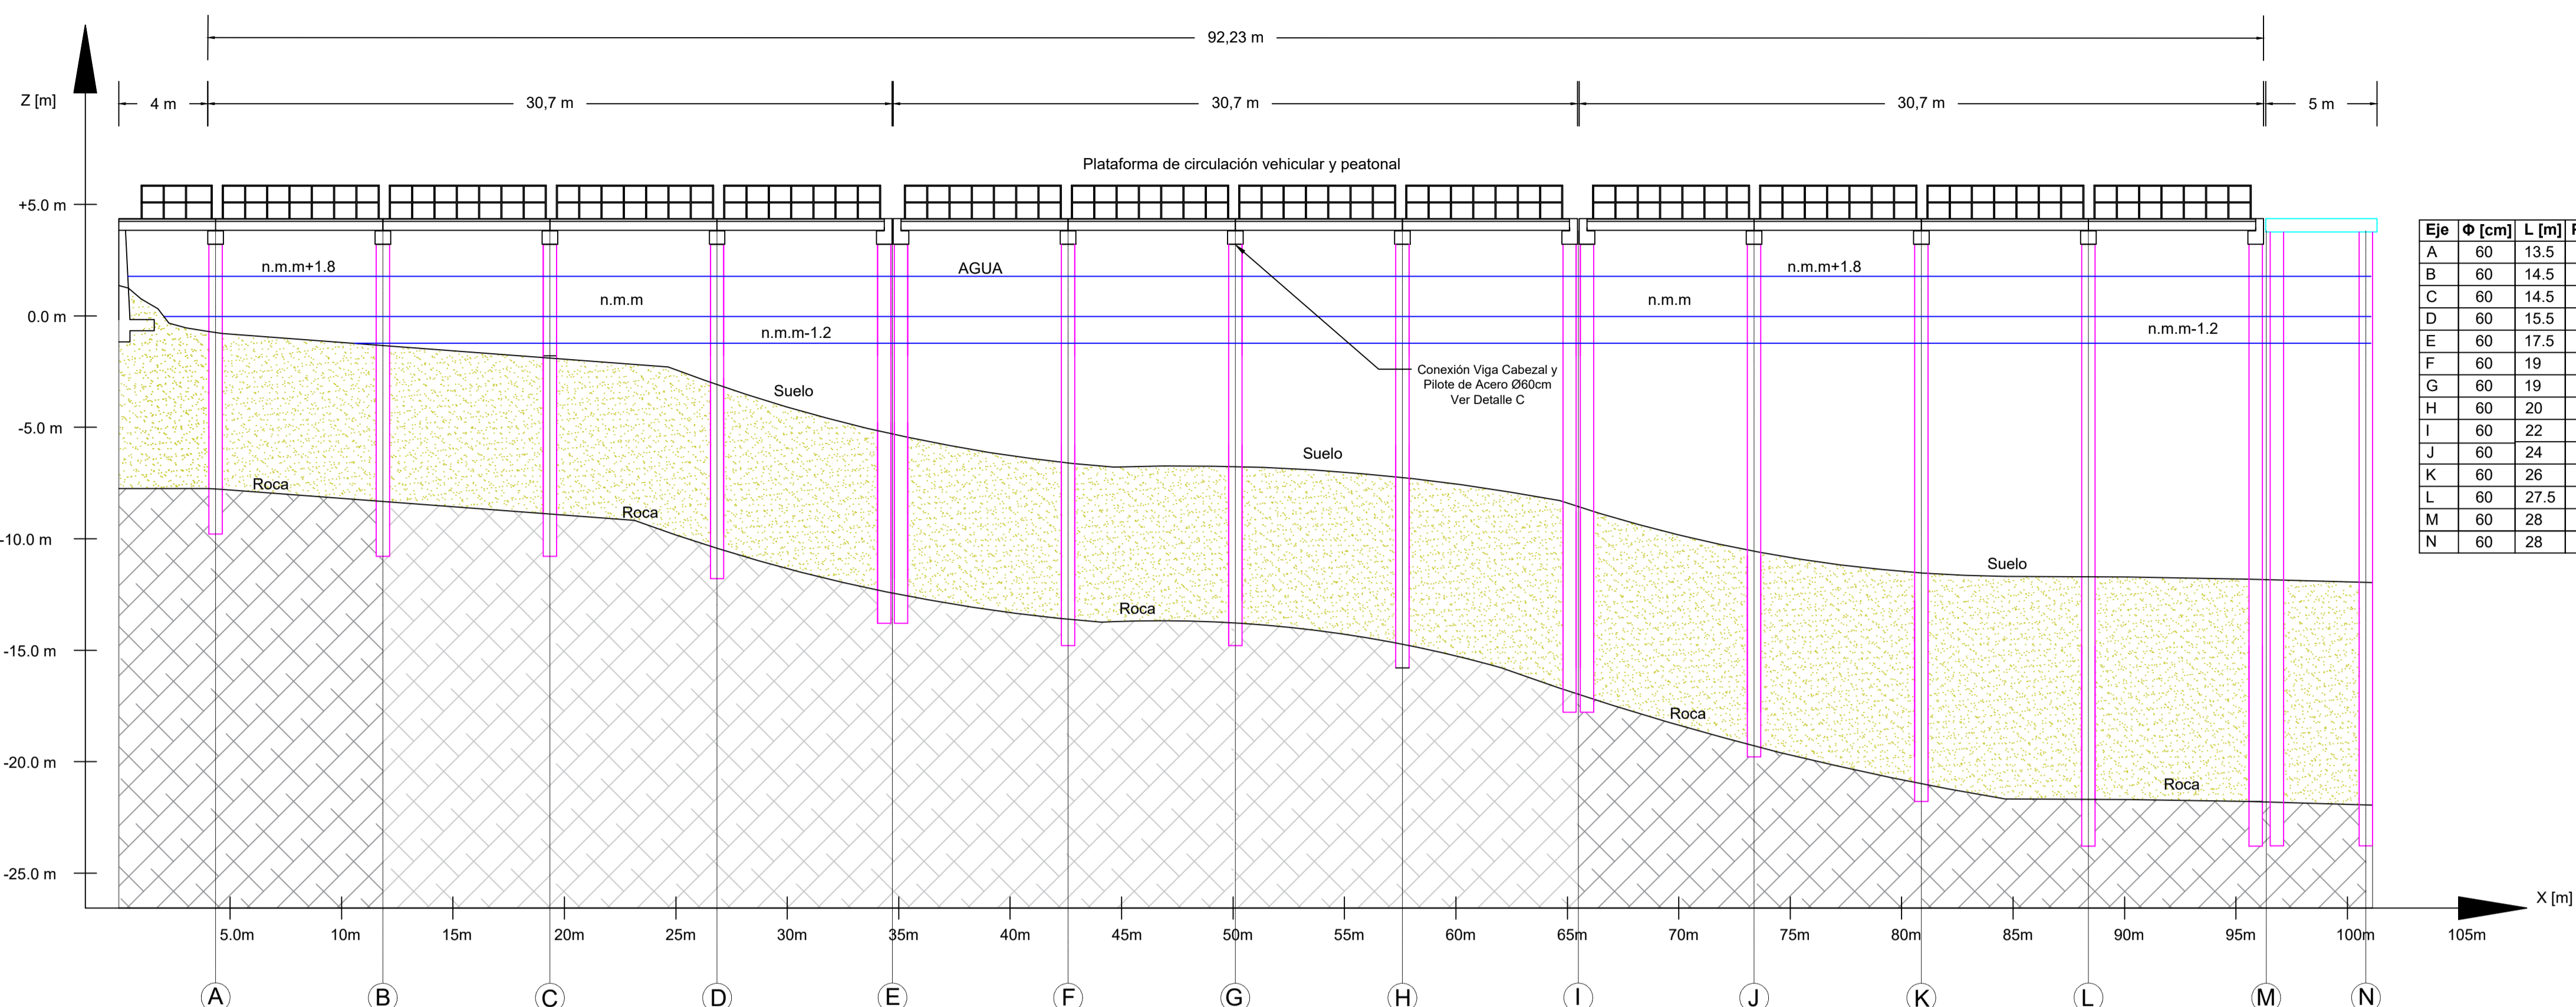 92,23 m
Z [m]
4 m
30,7 m
30,7 m
30,7 m
5 m
Plataforma de circulación vehicular y peatonal
+5.0 m
0.0 m
-5.0 m
-10.0 m
-15.0 m
-20.0 m
-25.0 m
n.m.m+1.8
AGUA
n.m.m+1.8
n.m.m
n.m.m
n.m.m-1.2
n.m.m-1.2
Conexión Viga Cabezal y
Pilote de Acero Ø60cm
Ver Detalle C
Suelo
Suelo
Suelo
Roca
Roca
Roca
Roca
Roca
Eje Φ [cm] L [m]
A 60 13.5
B 60 14.5
C 60 14.5
D 60 15.5
E 60 17.5
F 60 19
G 60 19
H 60 20
I 60 22
J 60 24
K 60 26
L 60 27.5
M 60 28
N 60 28
X [m]
5.0m 10m 15m 20m 25m 30m 35m 40m 45m 50m 55m 60m 65m 70m 75m 80m 85m 90m 95m 100m 105m
A B C D E F G H I J K L M N